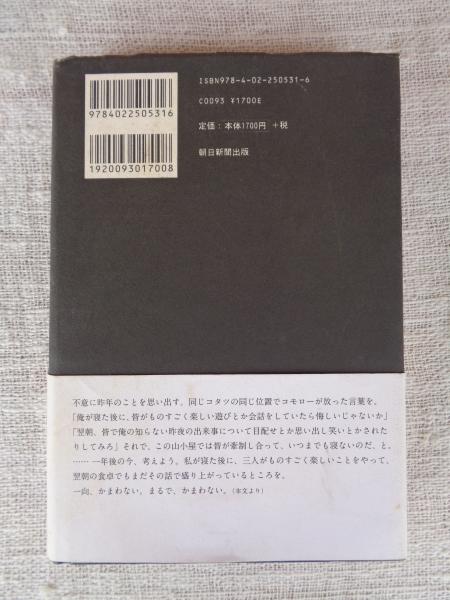 ISBN978-4-02-250531-6
C0093 ¥1700E
定価：本体1700円 +税
朝日新聞出版
9784022505316
1920093017008
不意に昨年のことを思い出す。同じコタツの同じ位置でコモローが放った言葉を。
「俺が寝た後に、皆がものすごく楽しい遊びとか会話をしていたら悔しいじゃないか」
「翌朝、皆で俺の知らない昨夜の出来事について目配せとか思い出し笑いとかされた
りしてみろ」それで、この山小屋では皆が牽制し合って、いつまでも寝ないのだ、と。
…… 一年後の今、考えよう。私が寝た後に、三人がものすごく楽しいことをやって、
翌朝の食卓でもまだその話で盛り上がっているところを。
一向、かまわない。まるで、かまわない。（本文より）